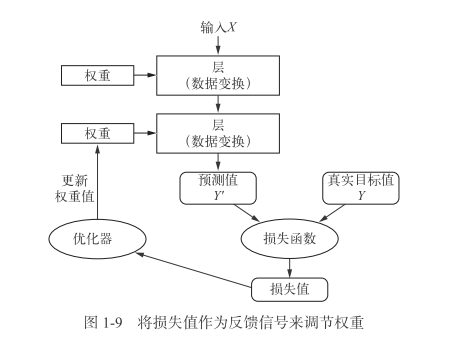 输入X
权重
层
（数据变换）
权重
层
（数据变换）
更新
权重值
预测值
Y′
真实目标值
Y
优化器
损失函数
损失值
图 1-9 将损失值作为反馈信号来调节权重